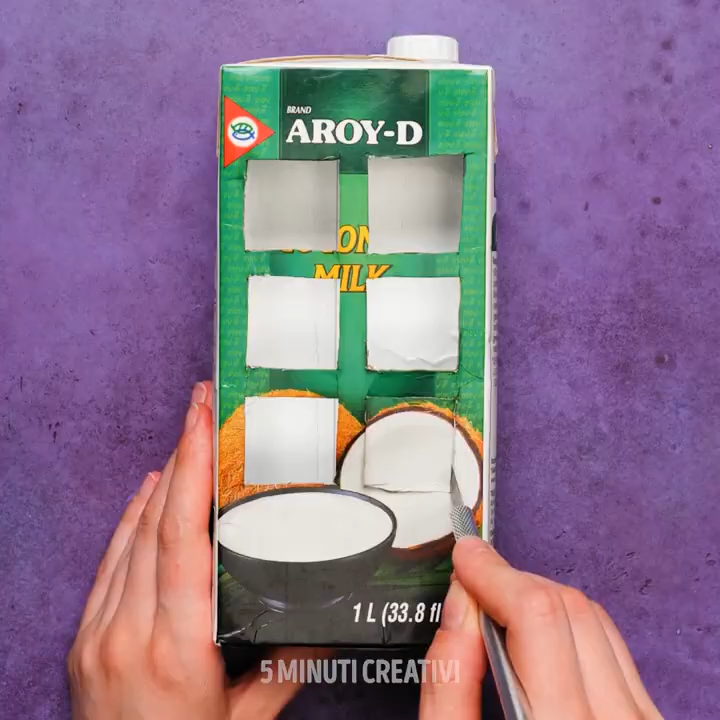 BRAND
AROY-D
MILK
1 L (33.8 fl
5 MINUTI CREATIVI